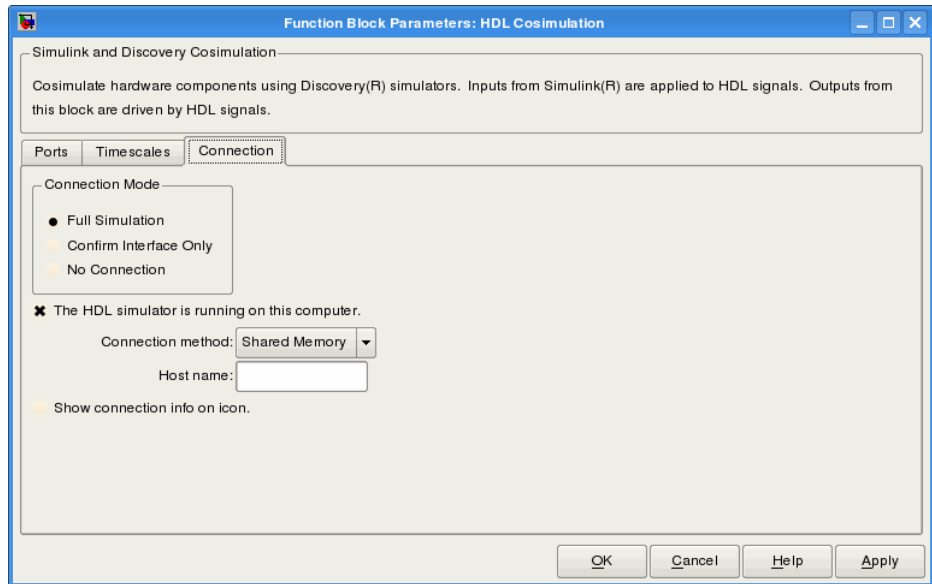 Function Block Parameters: HDL Cosimulation
Simulink and Discovery Cosimulation
Cosimulate hardware components using Discovery(R) simulators. Inputs from Simulink(R) are applied to HDL signals. Outputs from
this block are driven by HDL signals.
Ports Timescales Connection
Connection Mode
Full Simulation
Confirm Interface Only
No Connection
The HDL simulator is running on this computer.
Connection method: Shared Memory
Host name:
Show connection info on icon.
OK Cancel Help Apply